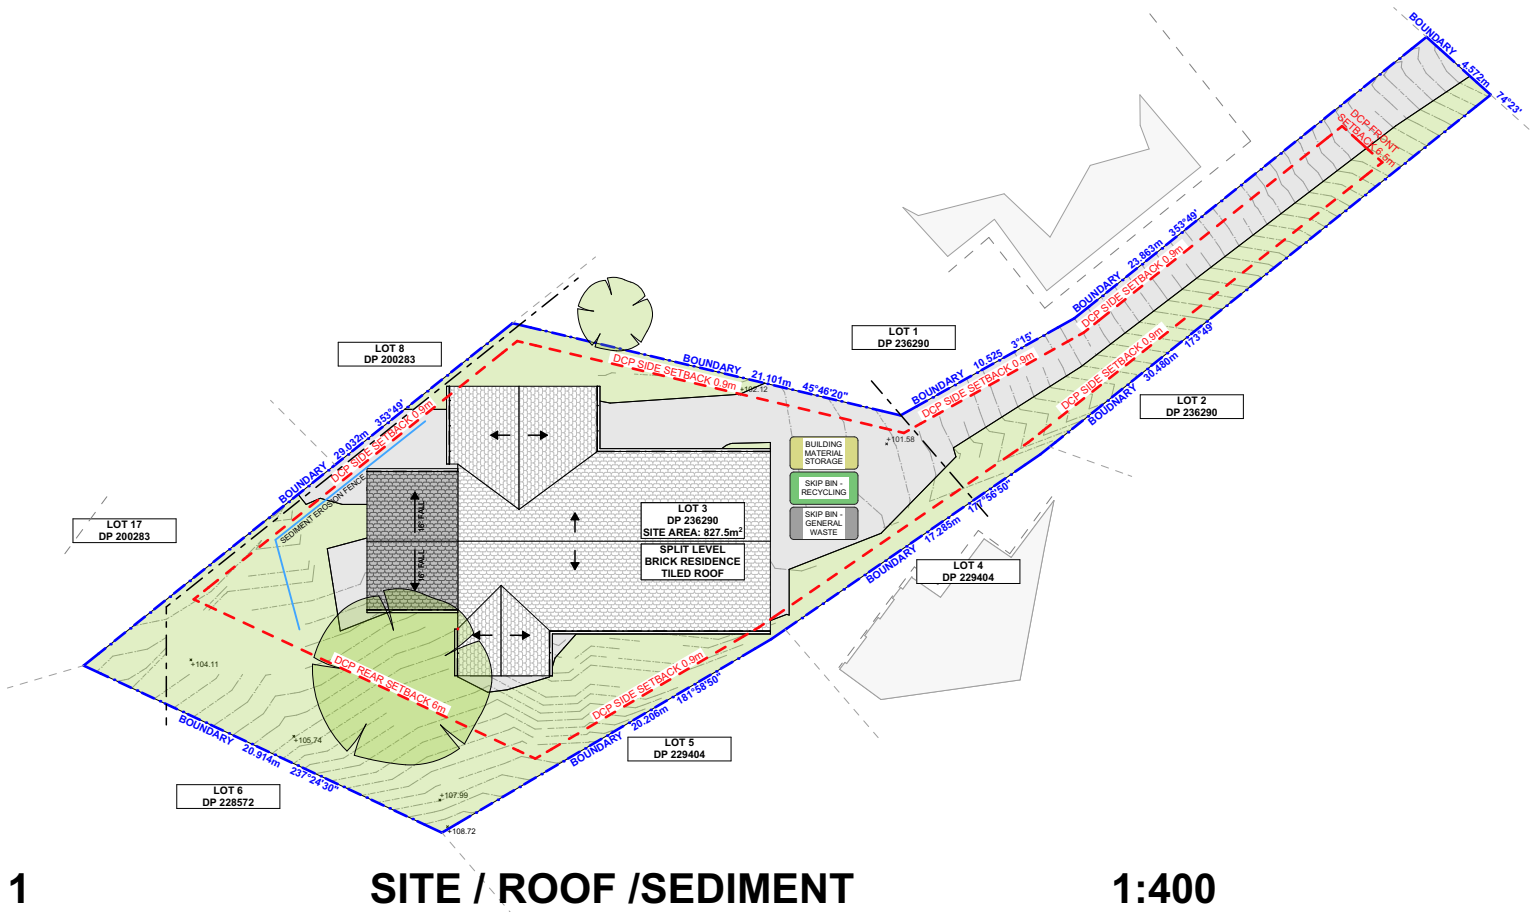 BOUNDARY 4.572m 74°23'
DCP FRONT
SETBACK 6.5m
BOUNDARY 23.863m 353°49'
DCP SIDE SETBACK 0.9m
LOT 1
DP 236290
BOUNDARY 10.525 3°15'
DCP SIDE SETBACK 0.9m
DCP SIDE SETBACK 0.9m
BOUDNARY 30.480m 173°49'
LOT 2
DP 236290
LOT 8
DP 200283
BOUNDARY 21.101m 45°46'20"
DCP SIDE SETBACK 0.9m
+102.12
+101.58
BOUNDARY 29.032m 353°49'
DCP SIDE SETBACK 0.9m
SEDIMENT EROSION FENCE
LOT 17
DP 200283
BUILDING
MATERIAL
STORAGE
SKIP BIN -
RECYCLING
SKIP BIN -
GENERAL
WASTE
LOT 3
DP 236290
SITE AREA: 827.5m²
SPLIT LEVEL
BRICK RESIDENCE
TILED ROOF
10° FALL
10° FALL
BOUNDARY 17.285m 177°56'50"
LOT 4
DP 229404
+104.11
DCP REAR SETBACK 6m
DCP SIDE SETBACK 0.9m
BOUNDARY 20.206m 181°58'50"
LOT 5
DP 229404
BOUNDARY 20.914m 237°24'30"
+105.74
LOT 6
DP 228572
+107.99
+108.72
1
SITE / ROOF /SEDIMENT
1:400